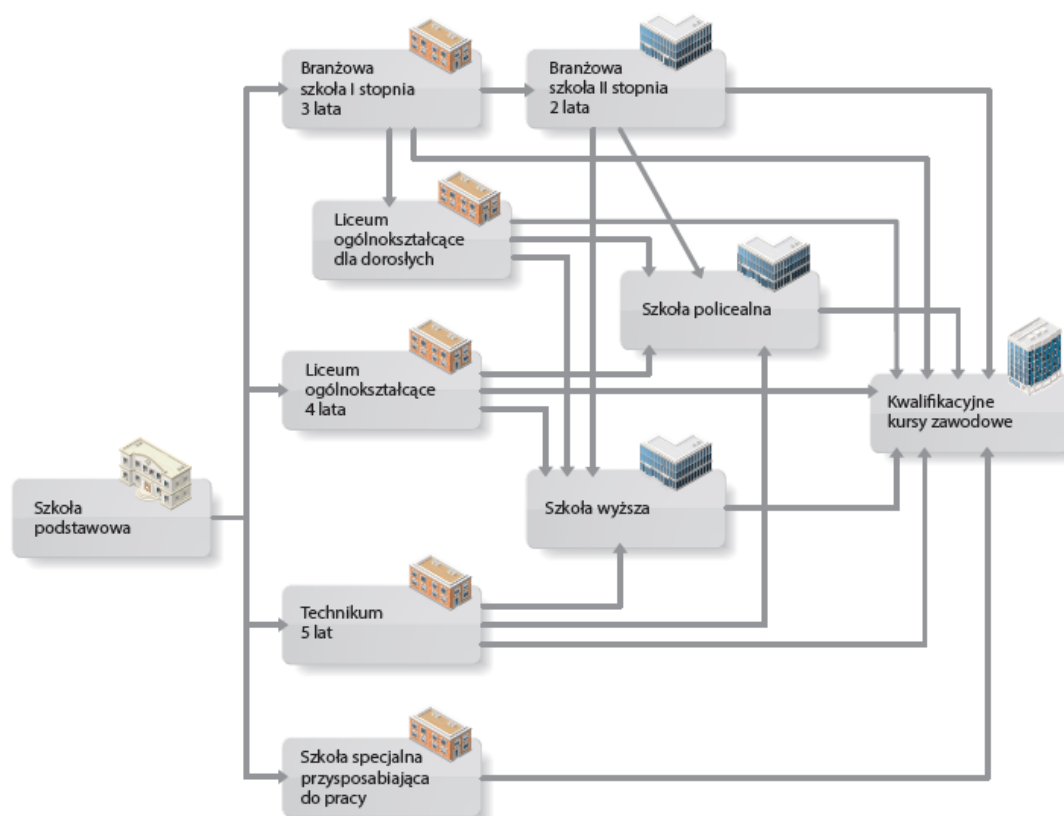 Branżowa
szkoła I stopnia
3 lata
Branżowa
szkoła II stopnia
2 lata
Liceum
ogólnokształcące
dla dorosłych
Szkoła policealna
Liceum
ogólnokształcące
4 lata
Kwalifikacyjne
kursy zawodowe
Szkoła
podstawowa
Szkoła wyższa
Technikum
5 lat
Szkoła specjalna
przysposabiająca
do pracy